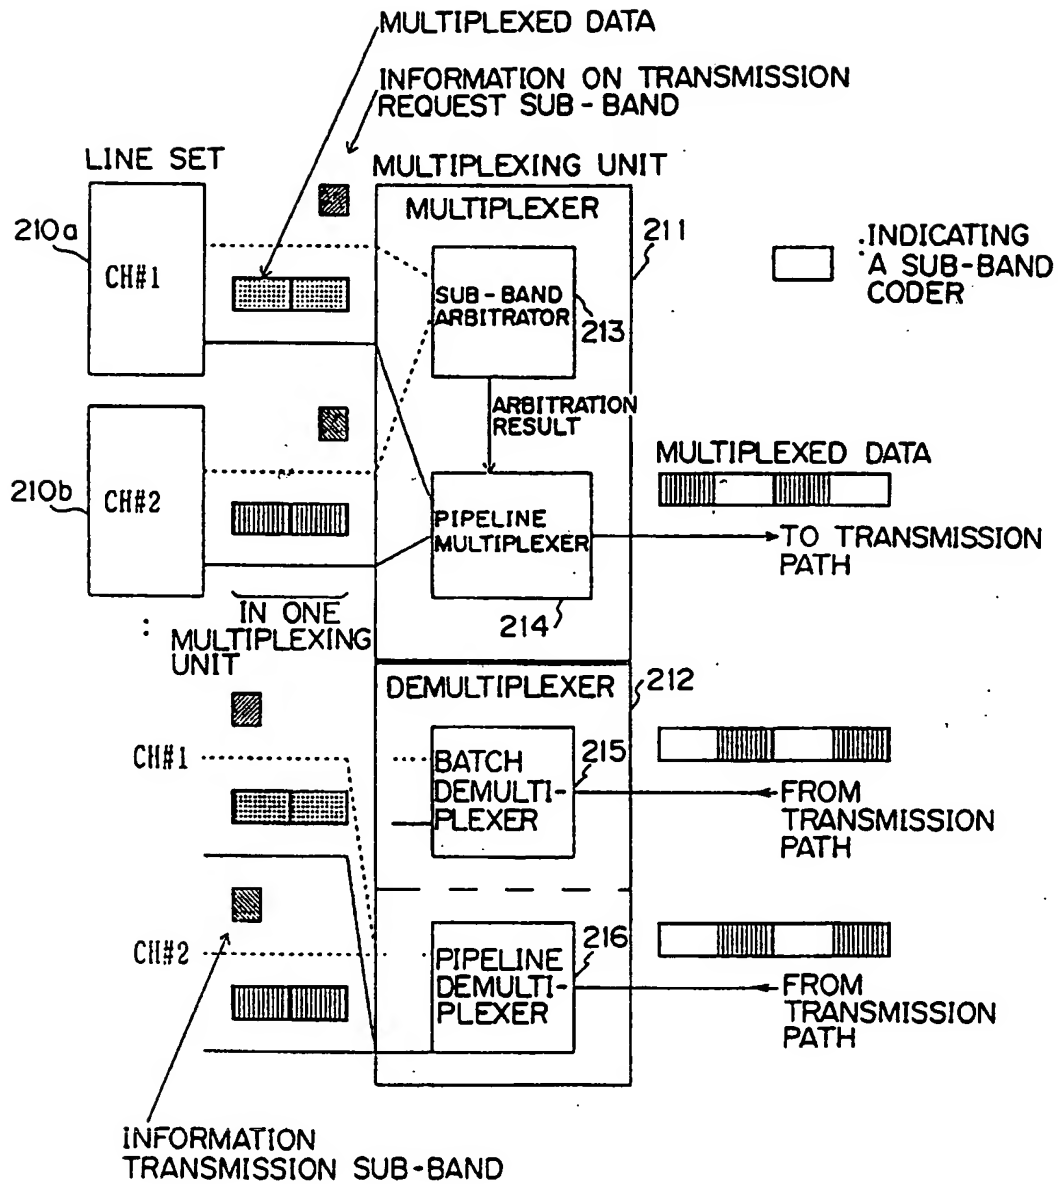 MULTIPLEXED DATA
INFORMATION ON TRANSMISSION
REQUEST SUB-BAND
LINE SET
MULTIPLEXING UNIT
MULTIPLEXER
210a
CH#1
SUB-BAND
ARBITRATOR
213
211
:INDICATING
A SUB-BAND
CODER
ARBITRATION
RESULT
210b
CH#2
PIPELINE
MULTIPLEXER
214
MULTIPLEXED DATA
TO TRANSMISSION
PATH
IN ONE
: MULTIPLEXING
UNIT
DEMULTIPLEXER
212
CH#1
BATCH
DEMULTI-
PLEXER
215
FROM
TRANSMISSION
PATH
CH#2
PIPELINE
DEMULTI-
PLEXER
216
FROM
TRANSMISSION
PATH
INFORMATION
TRANSMISSION SUB-BAND